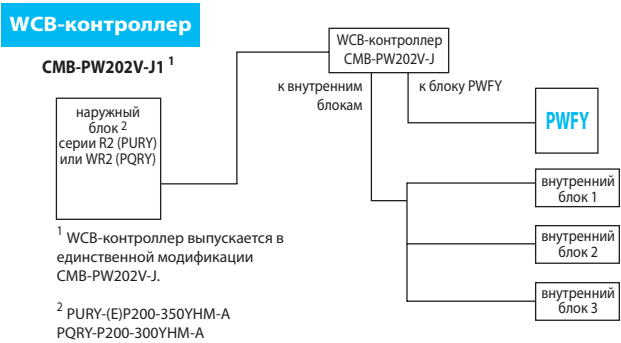 WCB-контроллер
CMB-PW202V-J1 ¹
наружный
блок ²
серии R2 (PURY)
или WR2 (PQRY)
WCB-контроллер
CMB-PW202V-J
к внутренним
блокам
к блоку PWFY
PWFY
внутренний
блок 1
внутренний
блок 2
внутренний
блок 3
¹ WCB-контроллер выпускается в
единственной модификации
CMB-PW202V-J.
² PURY-(E)P200-350YHM-A
PQRY-P200-300YHM-A